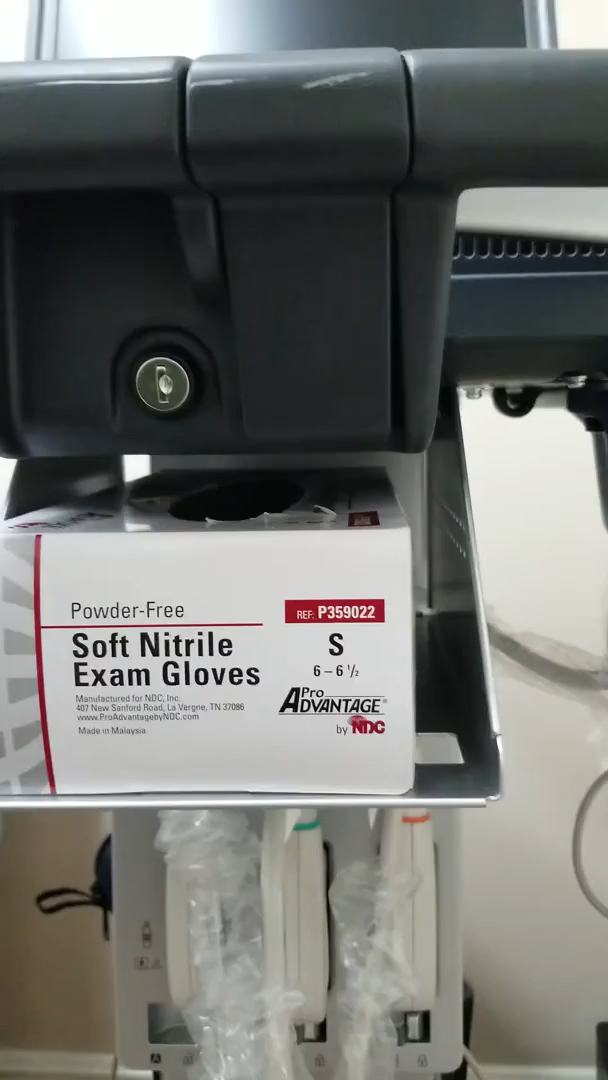 Powder-Free
Soft Nitrile
Exam Gloves
Manufactured for NDC, Inc.
407 New Sanford Road, La Vergne, TN 37086
www.ProAdvantagebyNDC.com
Made in Malaysia
REF: P359022
S
6 – 6 ½
Pro
ADVANTAGE®
by NDC